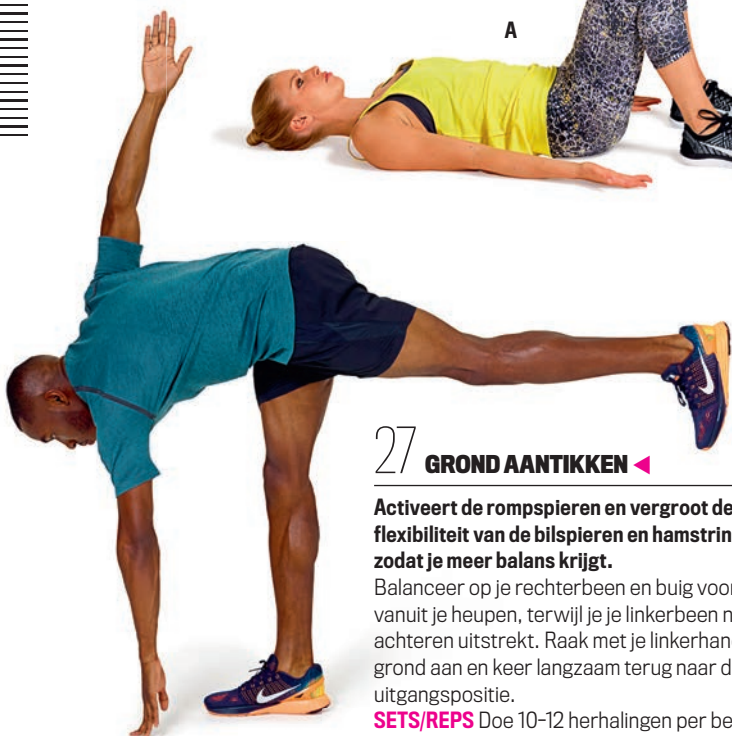 A
27 GROND AANTIKKEN
Activeert de rompspieren en vergroot de
flexibiliteit van de bilspieren en hamstrin
zodat je meer balans krijgt.
Balanceer op je rechterbeen en buig voor
vanuit je heupen, terwijl je je linkerbeen n
achteren uitstrekt. Raak met je linkerhan
grond aan en keer langzaam terug naar d
uitgangspositie.
SETS/REPS Doe 10-12 herhalingen per be